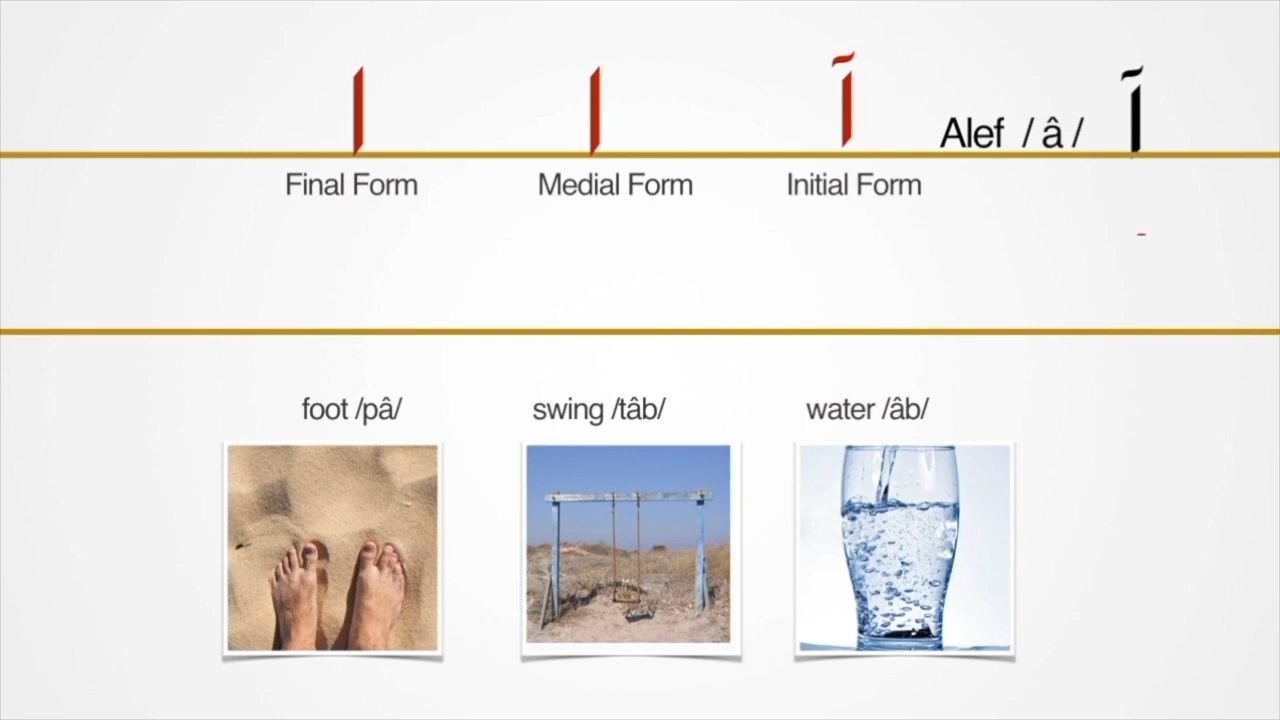 ا ا آ Alef / â / آ
Final Form Medial Form Initial Form
foot /pâ/ swing /tâb/ water /âb/